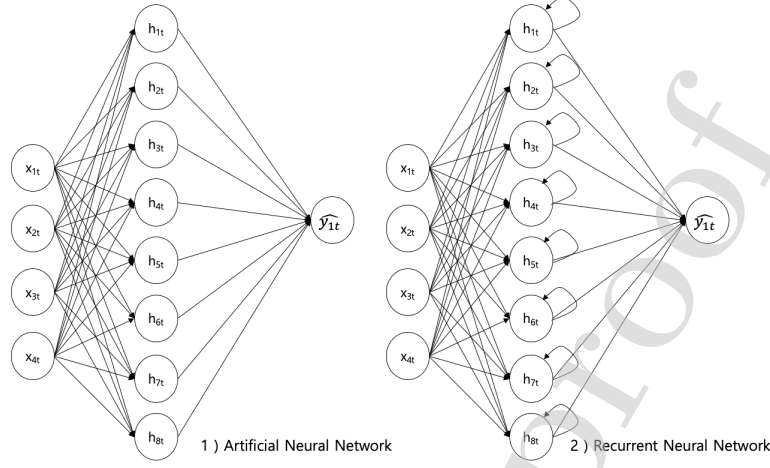 h1t
h2t
h3t
h4t
h5t
h6t
h7t
h8t
x1t
x2t
x3t
x4t
ŷ1t
1 ) Artificial Neural Network
h1t
h2t
h3t
h4t
h5t
h6t
h7t
h8t
x1t
x2t
x3t
x4t
ŷ1t
2 ) Recurrent Neural Network
proof